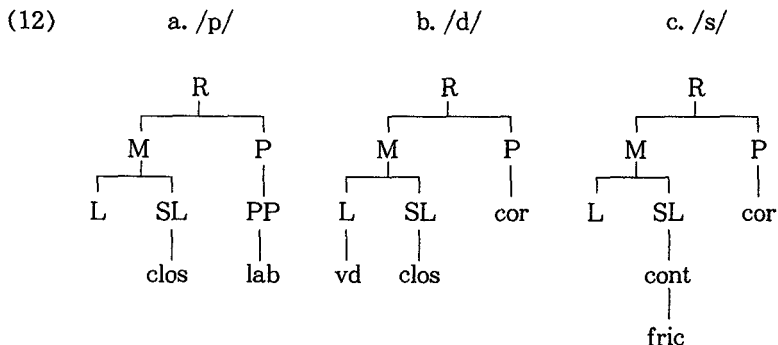 (12) a. /p/ b. /d/ c. /s/
R R R
M P M P M P
L SL PP L SL cor L SL cor
clos lab vd clos cont
fric